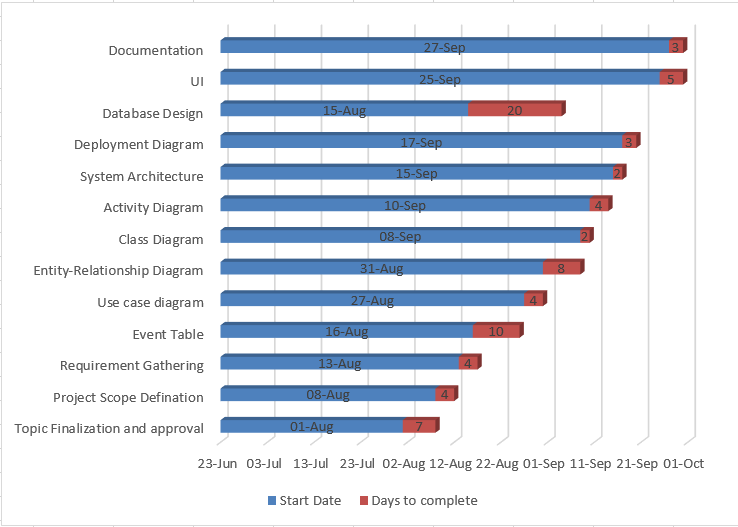 Documentation 27-Sep 3
UI 25-Sep 5
Database Design 15-Aug 20
Deployment Diagram 17-Sep 3
System Architecture 15-Sep 2
Activity Diagram 10-Sep 4
Class Diagram 08-Sep 2
Entity-Relationship Diagram 31-Aug 8
Use case diagram 27-Aug 4
Event Table 16-Aug 10
Requirement Gathering 13-Aug 4
Project Scope Defination 08-Aug 4
Topic Finalization and approval 01-Aug 7
23-Jun 03-Jul 13-Jul 23-Jul 02-Aug 12-Aug 22-Aug 01-Sep 11-Sep 21-Sep 01-Oct
Start Date Days to complete